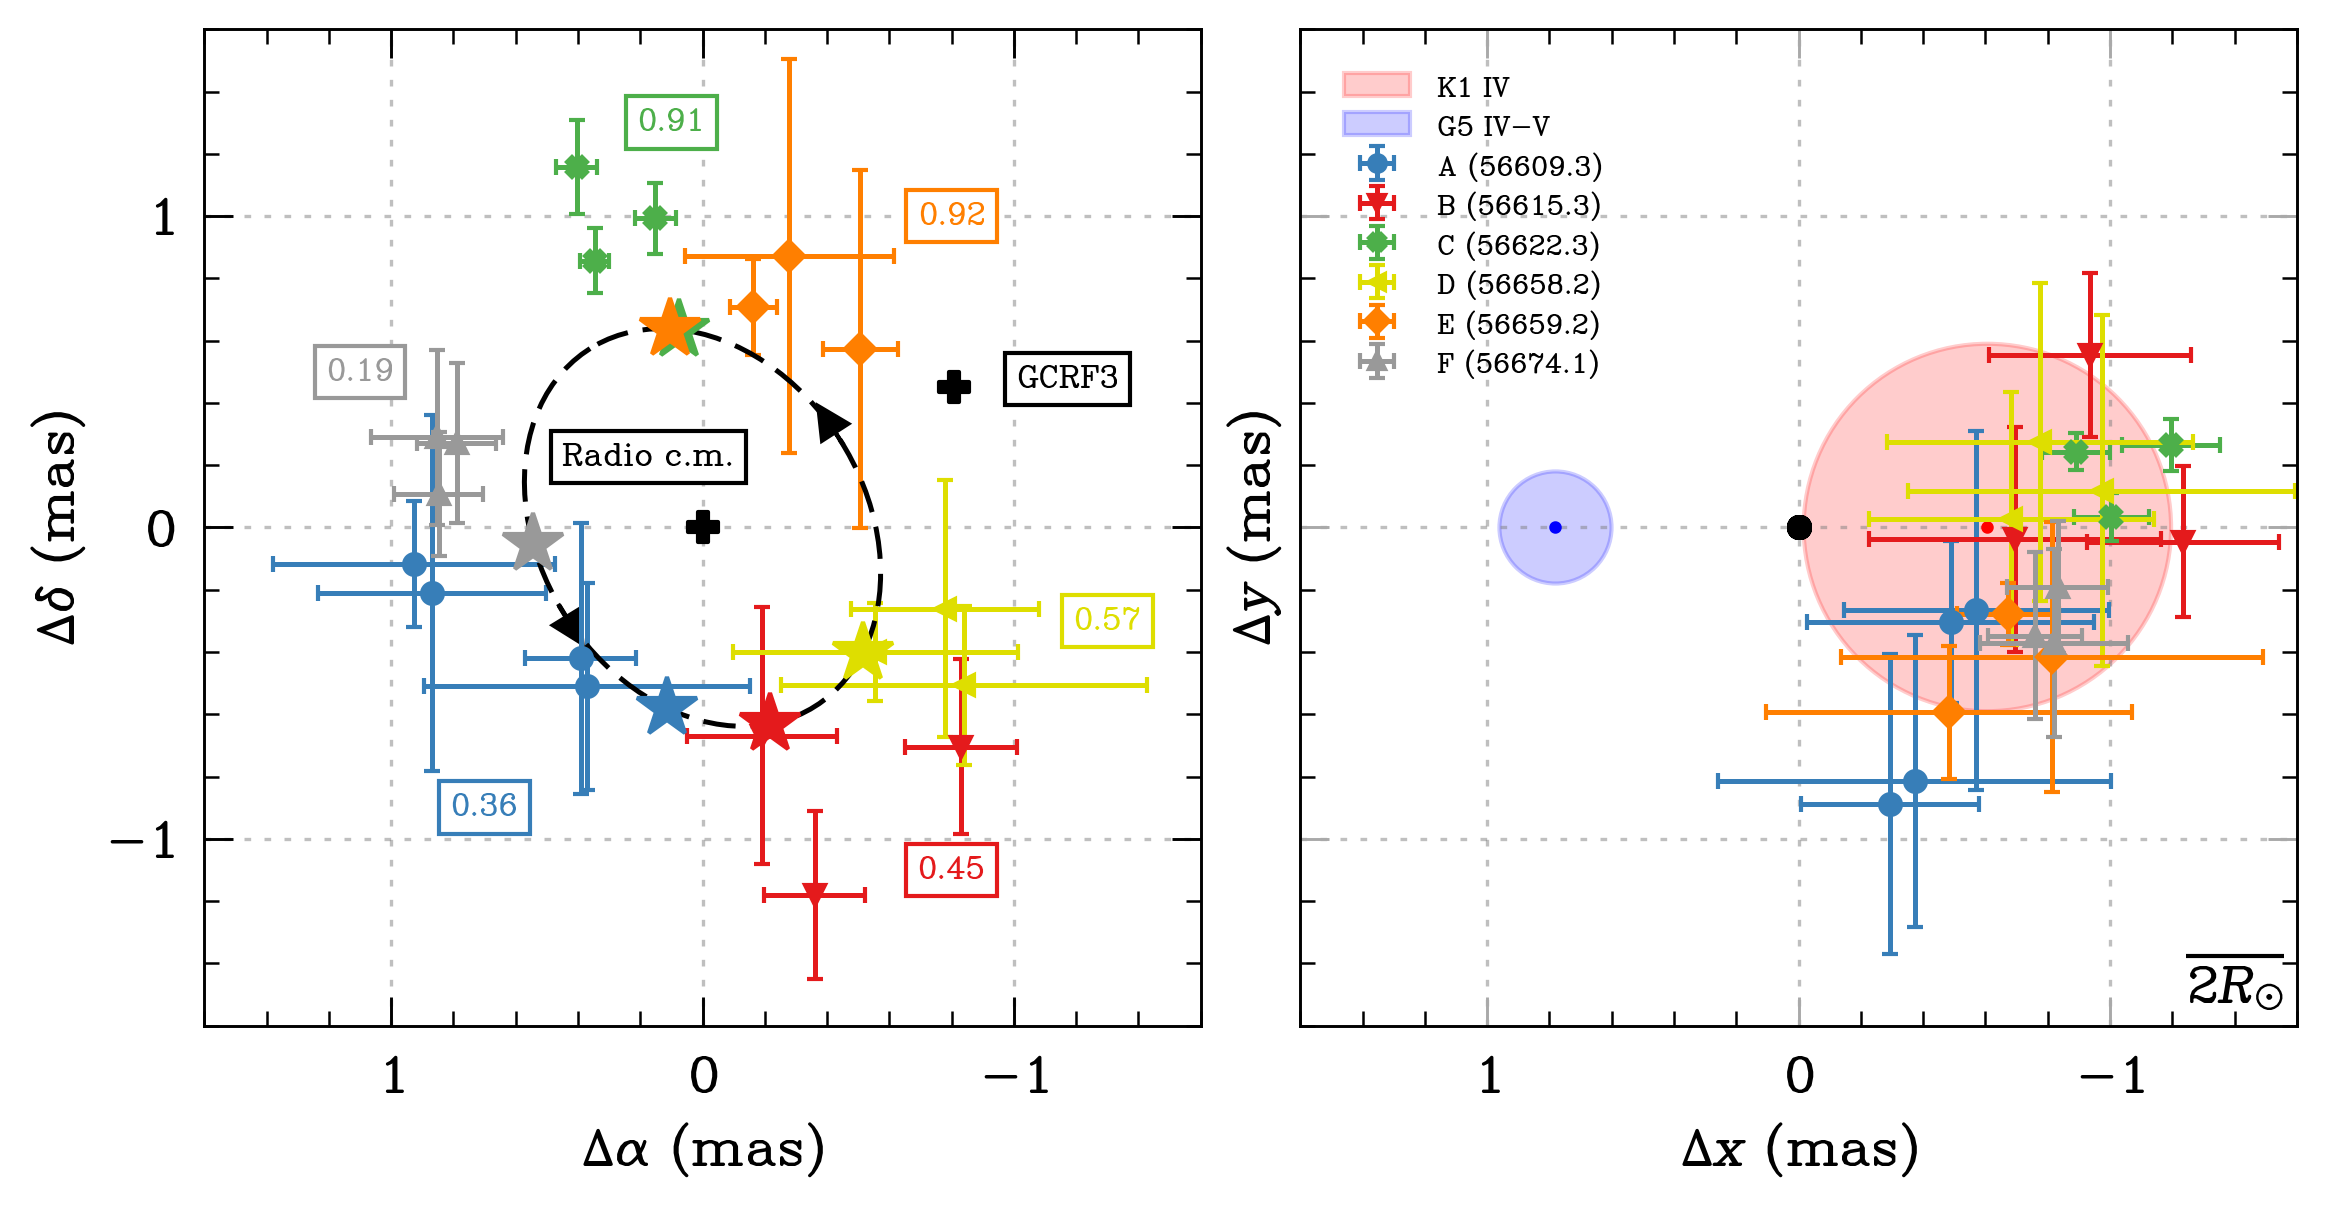 0.91
0.92
0.19
GCRF3
Radio c.m.
0.57
0.36
0.45
1
0
−1
Δδ (mas)
1
0
−1
Δα (mas)
K1 IV
G5 IV−V
A (56609.3)
B (56615.3)
C (56622.3)
D (56658.2)
E (56659.2)
F (56674.1)
2R☉
Δy (mas)
1
0
−1
Δx (mas)